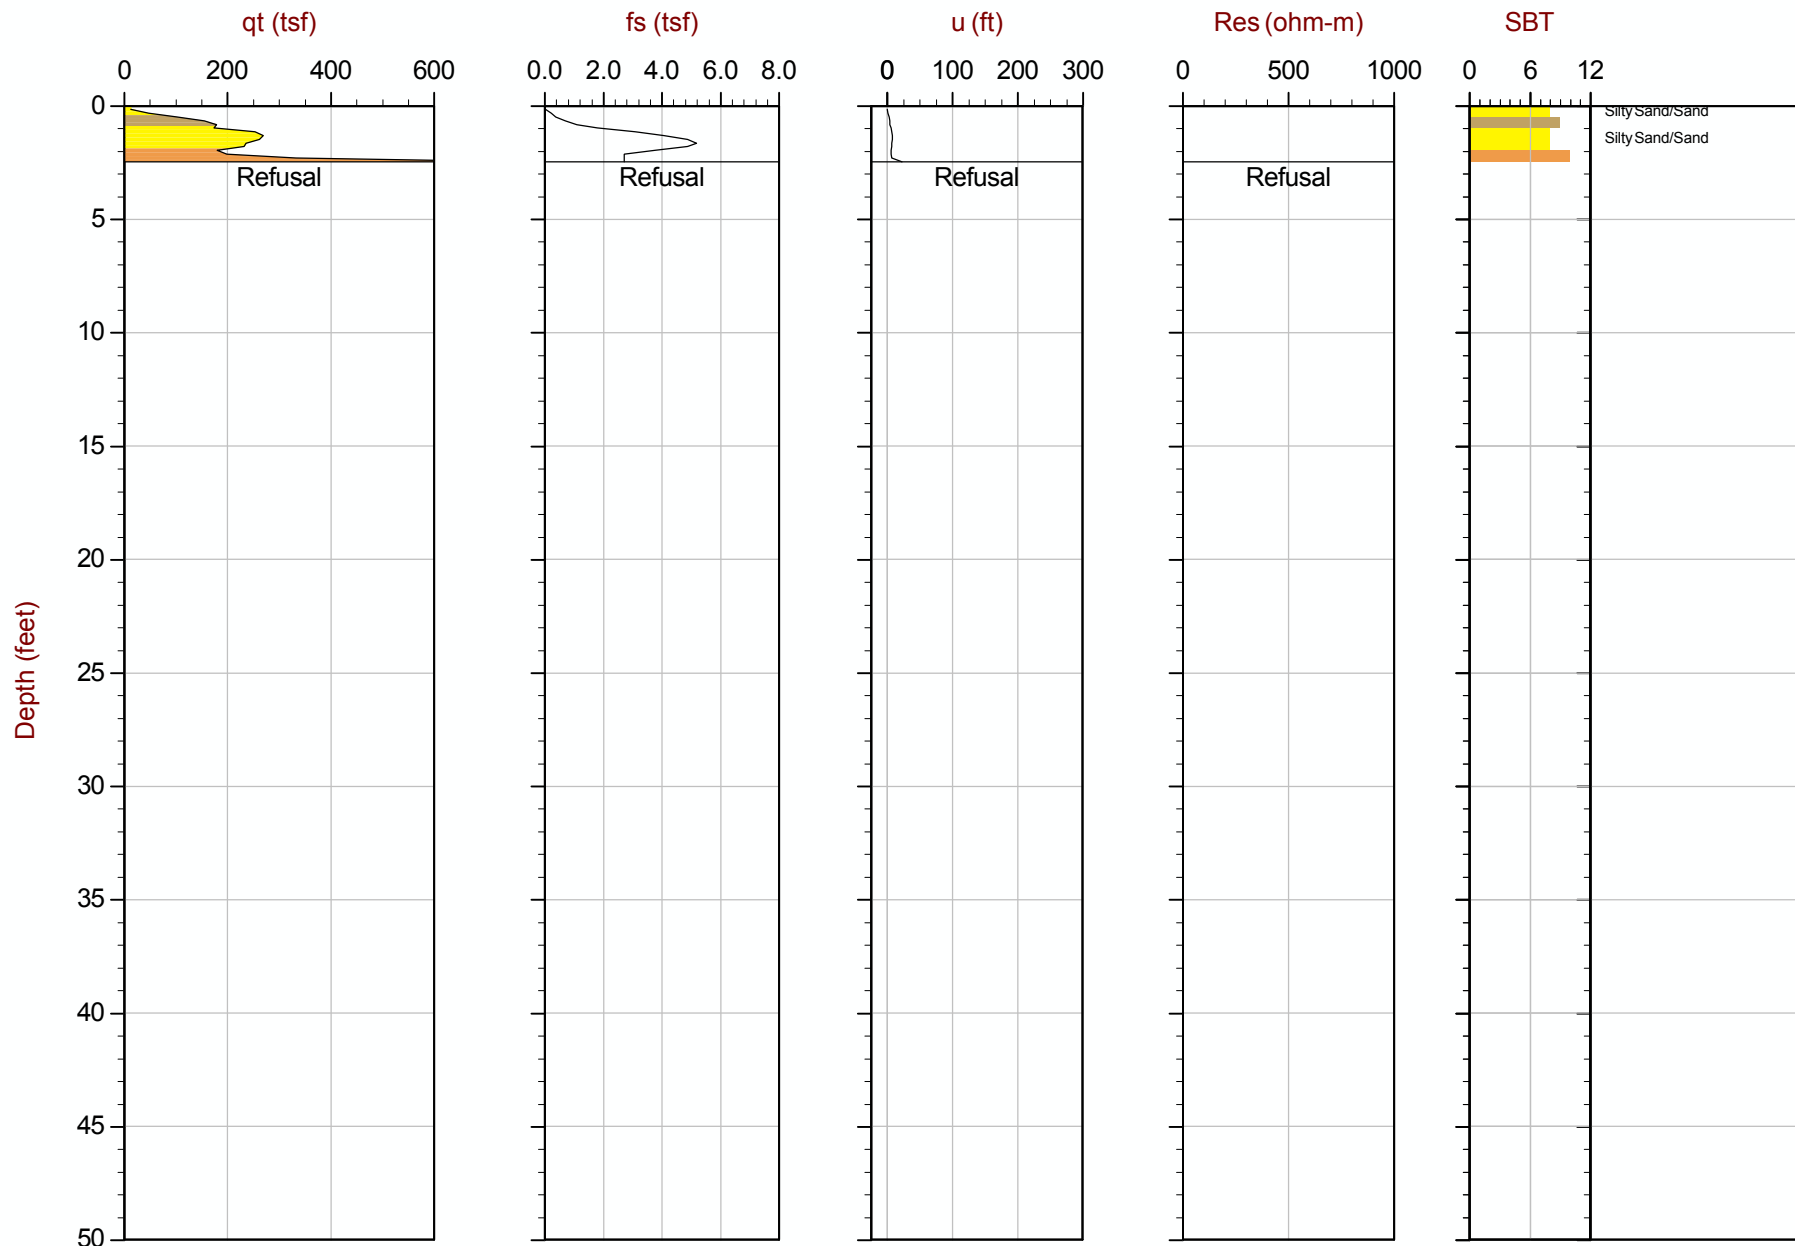 qt (tsf) fs (tsf) u (ft) Res (ohm-m) SBT
0 200 400 600 0.0 2.0 4.0 6.0 8.0 0 100 200 300 0 500 1000 0 6 12
0
Silty Sand/Sand
Silty Sand/Sand
Refusal Refusal Refusal Refusal
5
10
15
20
25
Depth (feet)
30
35
40
45
50